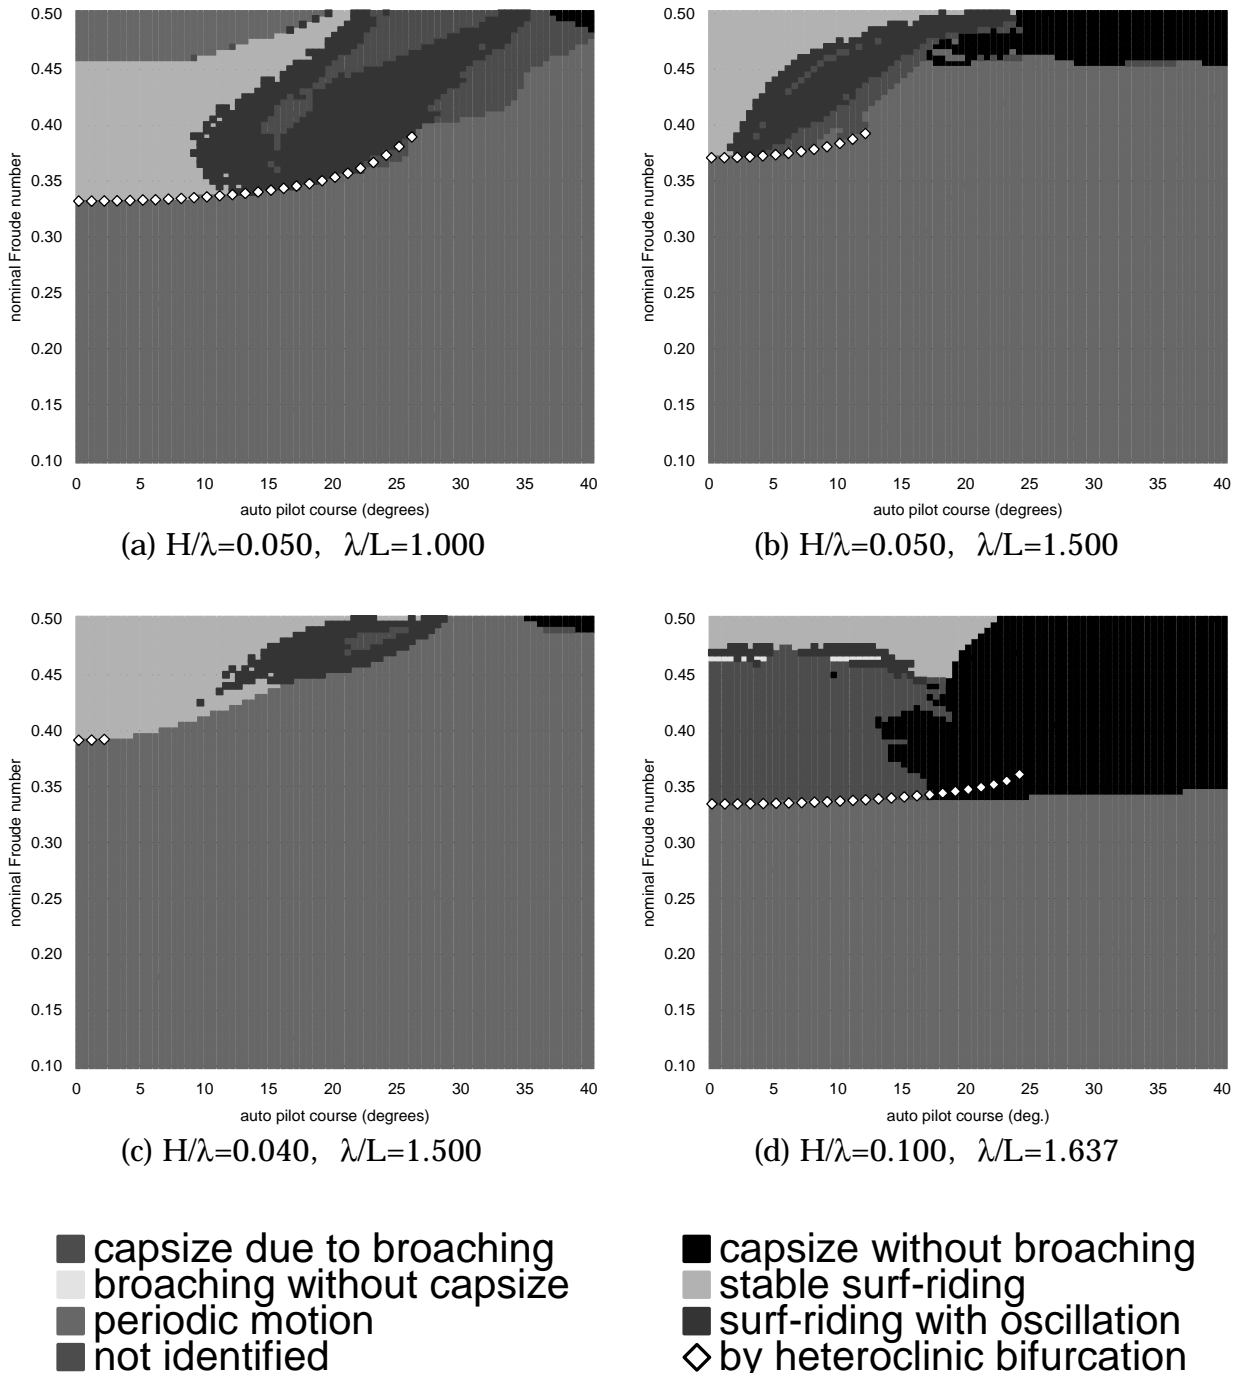 0.50
0.45
0.40
0.35
0.30
0.25
0.20
0.15
0.10
nominal Froude number
0 5 10 15 20 25 30 35 40
auto pilot course (degrees)
(a) H/λ=0.050, λ/L=1.000
0.50
0.45
0.40
0.35
0.30
0.25
0.20
0.15
0.10
nominal Froude number
0 5 10 15 20 25 30 35 40
auto pilot course (degrees)
(b) H/λ=0.050, λ/L=1.500
0.50
0.45
0.40
0.35
0.30
0.25
0.20
0.15
0.10
nominal Froude number
0 5 10 15 20 25 30 35 40
auto pilot course (degrees)
(c) H/λ=0.040, λ/L=1.500
0.50
0.45
0.40
0.35
0.30
0.25
0.20
0.15
0.10
nominal Froude number
0 5 10 15 20 25 30 35 40
auto pilot course (deg.)
(d) H/λ=0.100, λ/L=1.637
capsize due to broaching
broaching without capsize
periodic motion
not identified
capsize without broaching
stable surf-riding
surf-riding with oscillation
by heteroclinic bifurcation